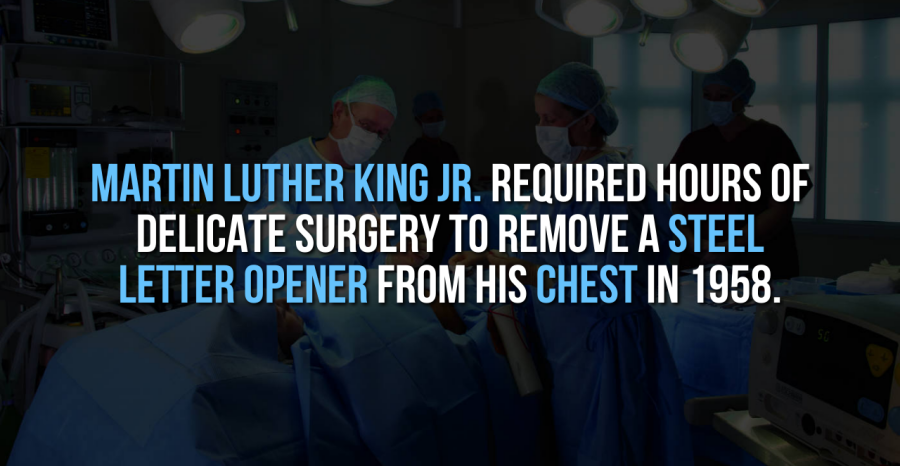 MARTIN LUTHER KING JR. REQUIRED HOURS OF
DELICATE SURGERY TO REMOVE A STEEL
LETTER OPENER FROM HIS CHEST IN 1958.